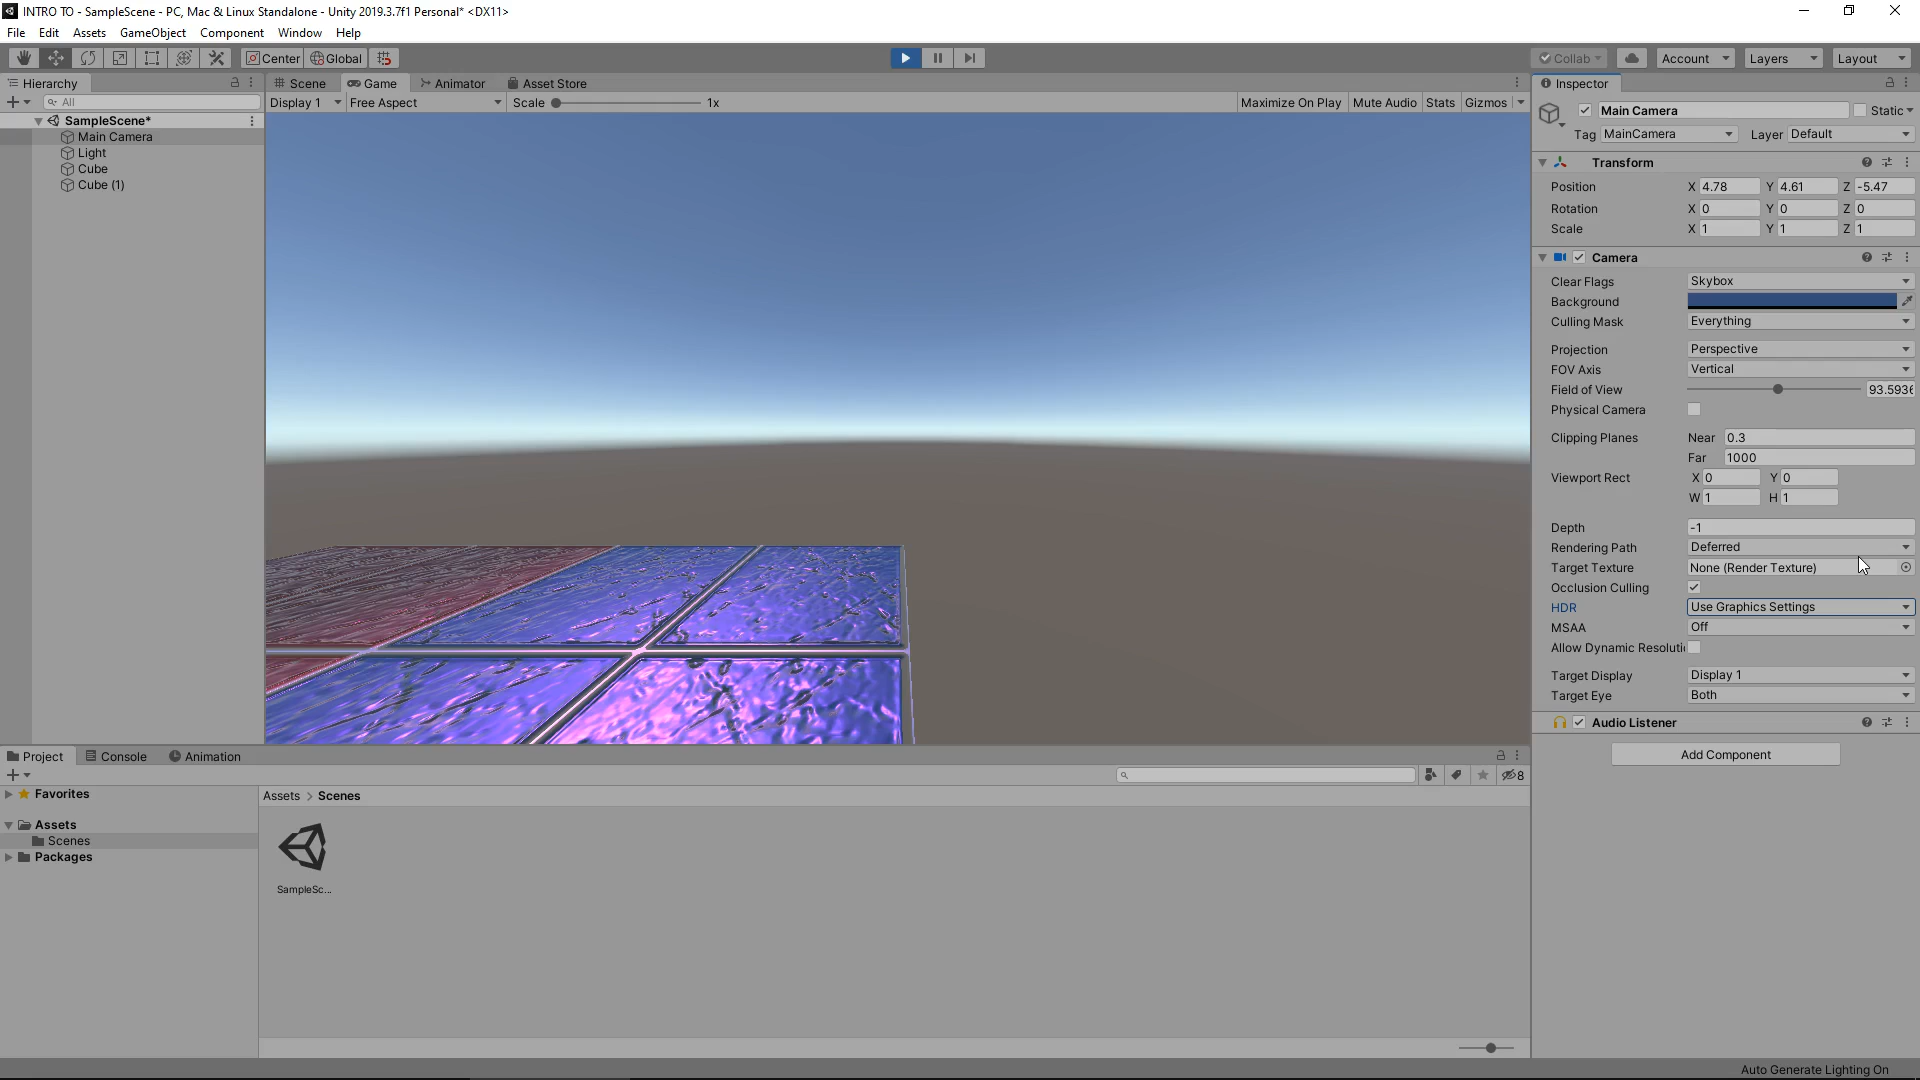 INTRO TO - SampleScene - PC, Mac & Linux Standalone - Unity 2019.3.7f1 Personal* <DX11>
File Edit Assets GameObject Component Window Help
Center Global Collab Account Layers Layout
Hierarchy
All
SampleScene*
Main Camera
Light
Cube
Cube (1)
Scene Game Animator Asset Store
Display 1 Free Aspect Scale 1x Maximize On Play Mute Audio Stats Gizmos
Inspector
Main Camera Static
Tag MainCamera Layer Default
Transform
Position X 4.78 Y 4.61 Z -5.47
Rotation X 0 Y 0 Z 0
Scale X 1 Y 1 Z 1
Camera
Clear Flags Skybox
Background
Culling Mask Everything
Projection Perspective
FOV Axis Vertical
Field of View 93.5936
Physical Camera
Clipping Planes Near 0.3
Far 1000
Viewport Rect X 0 Y 0
W 1 H 1
Depth -1
Rendering Path Deferred
Target Texture None (Render Texture)
Occlusion Culling
HDR Use Graphics Settings
MSAA Off
Allow Dynamic Resoluti
Target Display Display 1
Target Eye Both
Audio Listener
Add Component
Project Console Animation
8
Favorites
Assets
Scenes
Packages
Assets > Scenes
SampleSc...
Auto Generate Lighting On